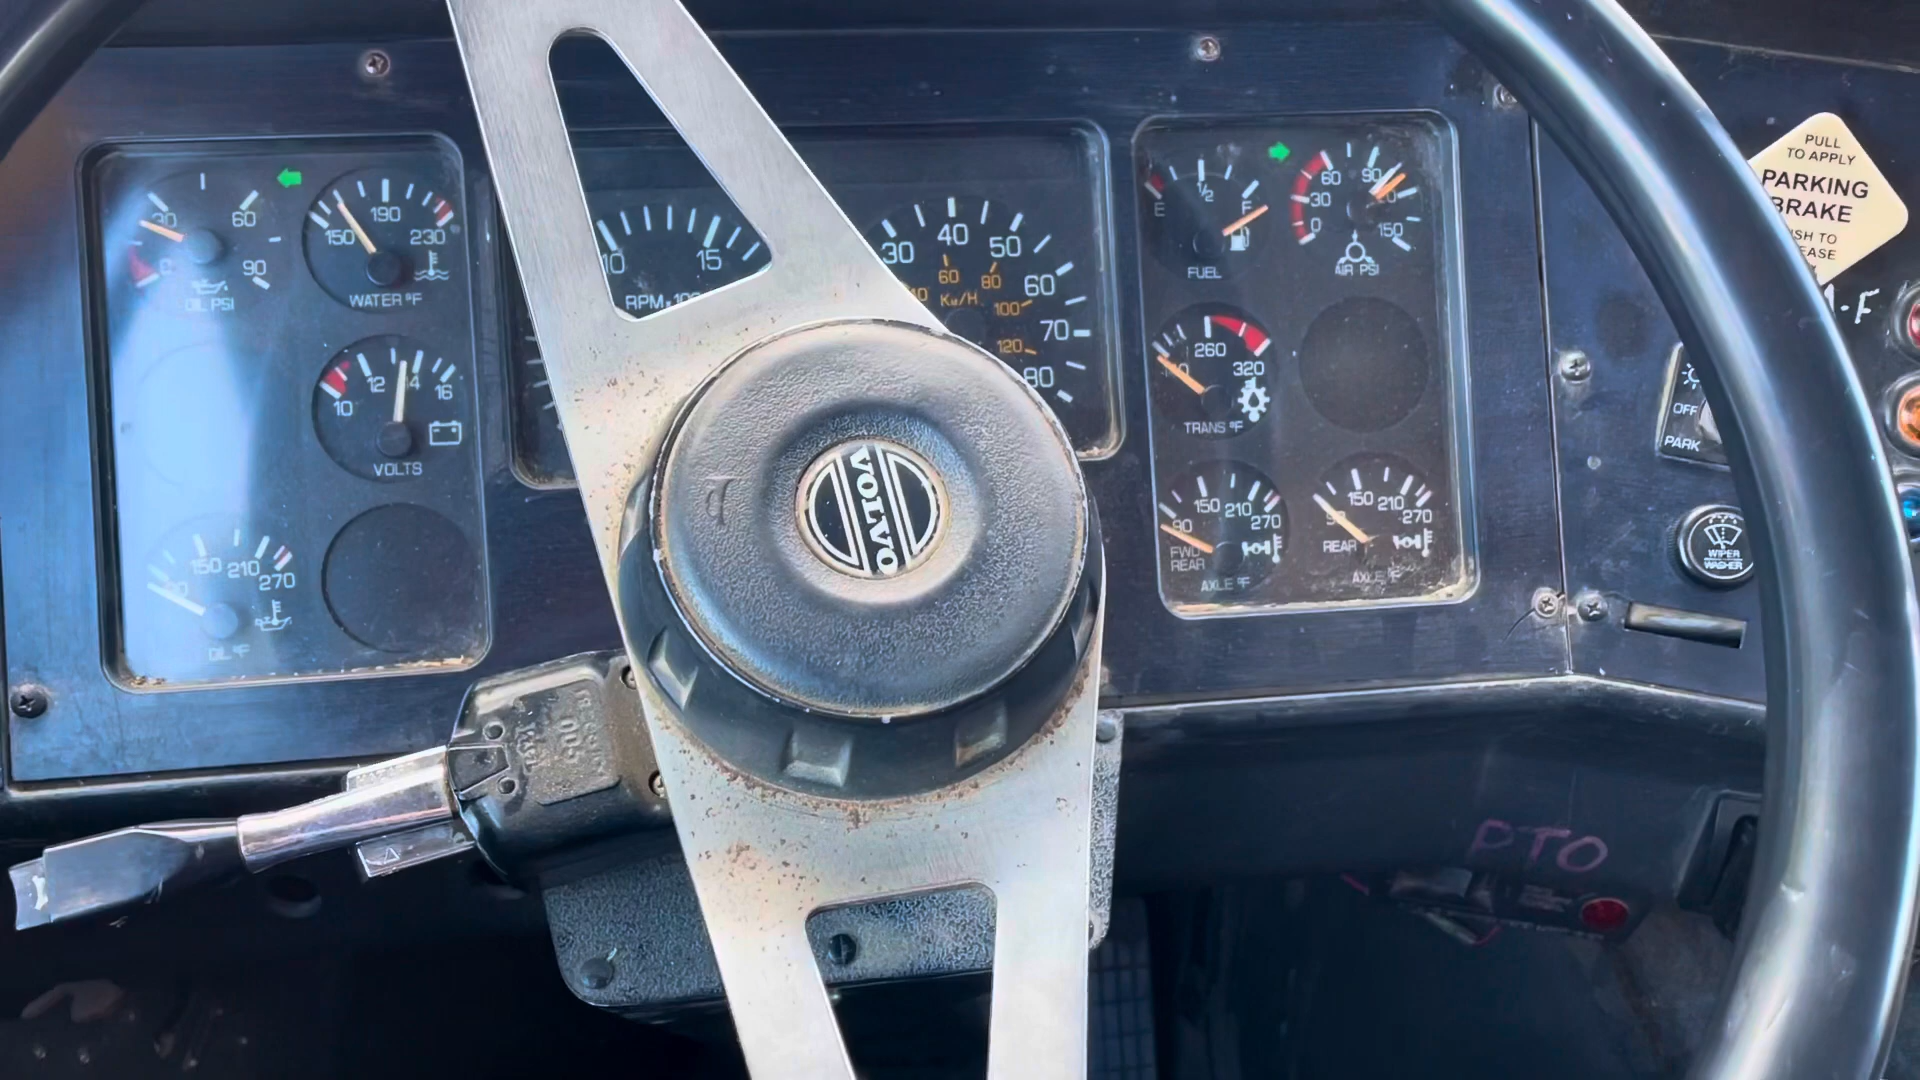 30
60
90
OIL PSI
150
190
230
WATER °F
10
12
14
16
VOLTS
150
210
270
OIL °F
10
15
30
40
50
60
70
80
60
80
100
120
Km/H
VOLVO
E
1/2
F
FUEL
0
30
60
90
150
AIR PSI
260
320
TRANS °F
90
150
210
270
FWD
REAR
AXLE °F
150
210
270
REAR
AXLE °F
PULL
TO APPLY
PARKING
BRAKE
OFF
PARK
WIPER
WASHER
PTO